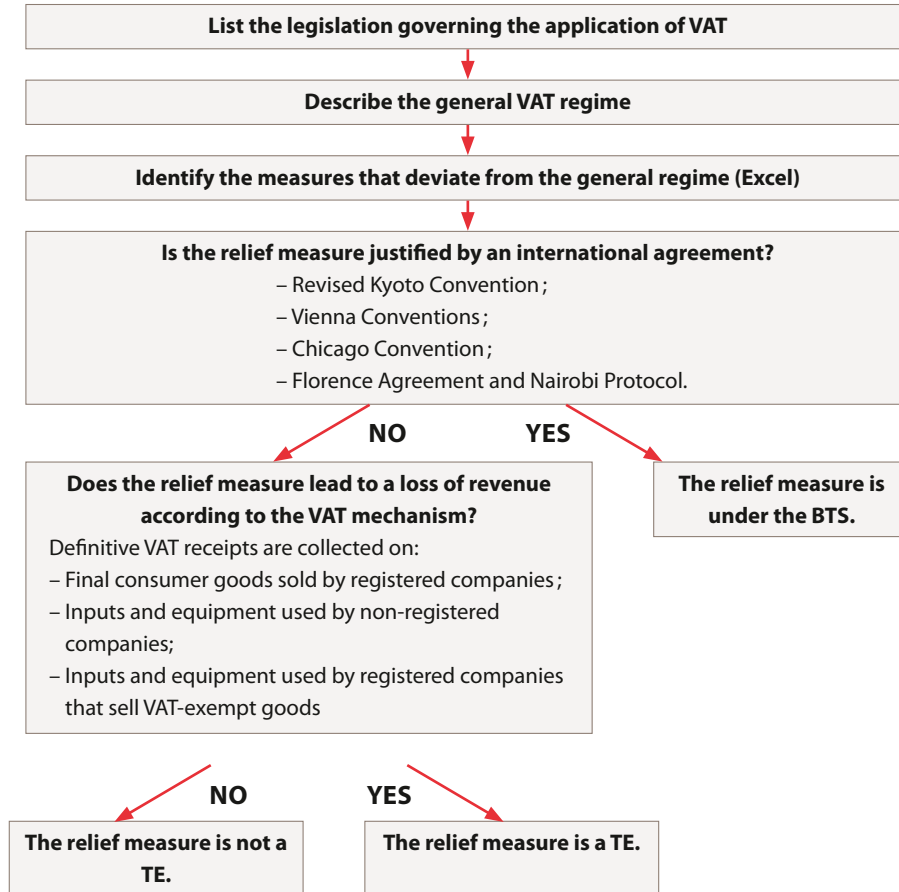 List the legislation governing the application of VAT
Describe the general VAT regime
Identify the measures that deviate from the general regime (Excel)
Is the relief measure justified by an international agreement?
– Revised Kyoto Convention ;
– Vienna Conventions ;
– Chicago Convention ;
– Florence Agreement and Nairobi Protocol.
NO YES
Does the relief measure lead to a loss of revenue
according to the VAT mechanism?
Definitive VAT receipts are collected on:
– Final consumer goods sold by registered companies ;
– Inputs and equipment used by non-registered
companies;
– Inputs and equipment used by registered companies
that sell VAT-exempt goods
The relief measure is
under the BTS.
NO YES
The relief measure is not a
TE.
The relief measure is a TE.